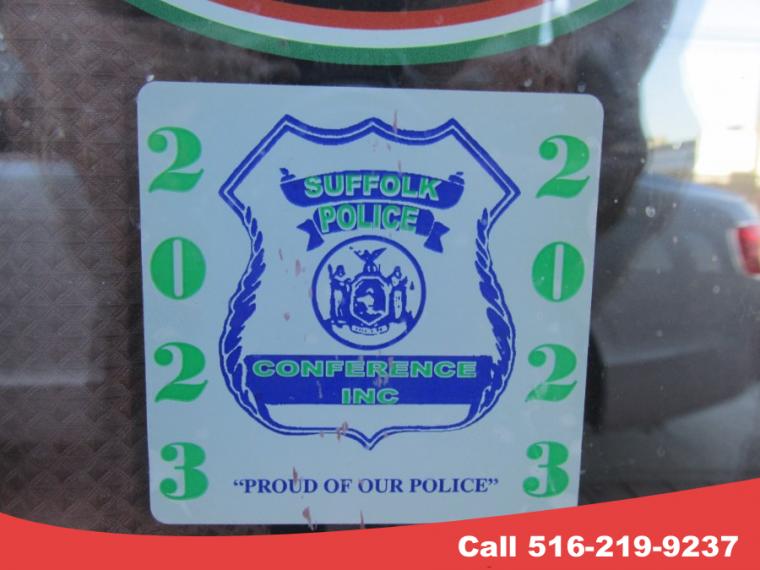 2023
2023
SUFFOLK
POLICE
CONFERENCE
INC
"PROUD OF OUR POLICE"
Call 516-219-9237